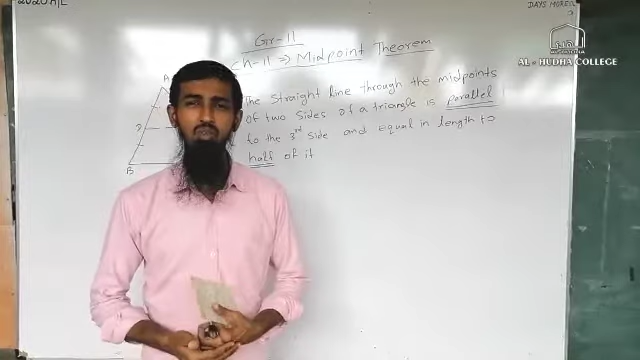 2020 A/L
DAYS MORE
Gr-11
Ch-11 ⇒ Midpoint Theorem
AL - HUDHA COLLEGE
A
The straight line through the midpoints
of two sides of a triangle is parallel
to the 3rd side and equal in length to
half of it
B